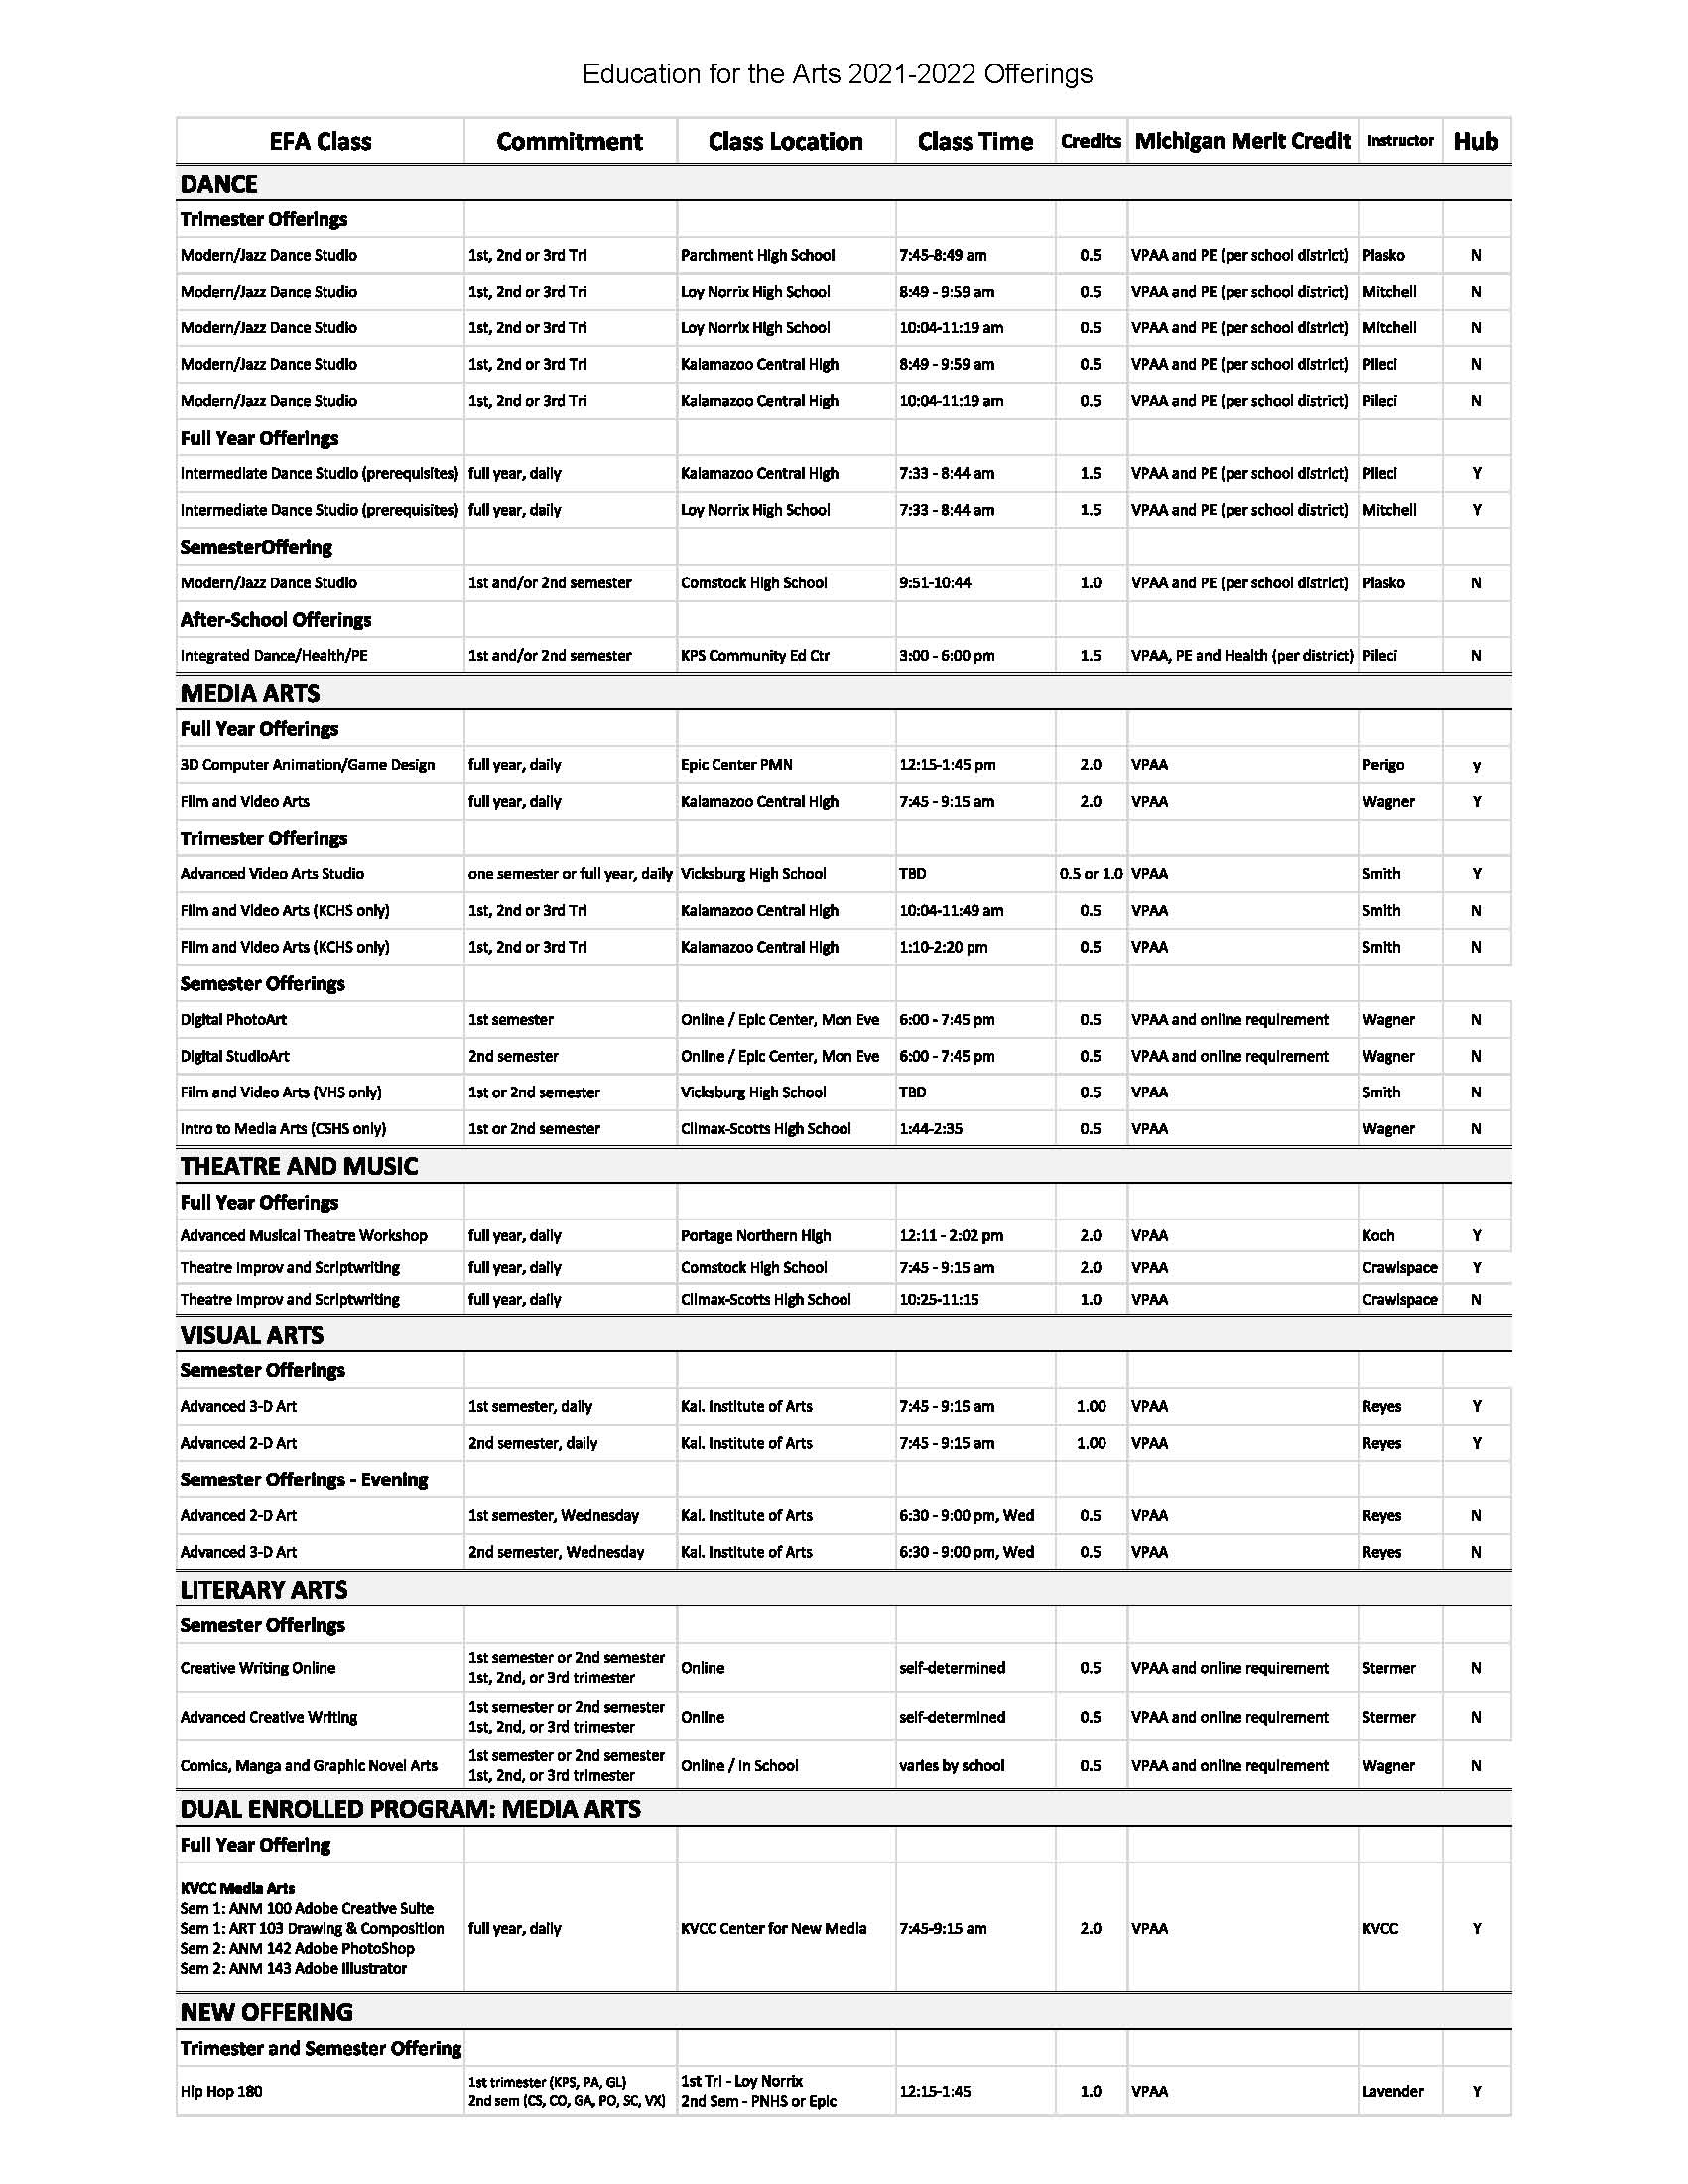 Education for the Arts 2021-2022 Offerings
EFA Class Commitment Class Location Class Time Credits Michigan Merit Credit Instructor Hub
DANCE
Trimester Offerings
Modern/Jazz Dance Studio 1st, 2nd or 3rd Tri Parchment High School 7:45-8:49 am 0.5 VPAA and PE (per school district) Plasko N
Modern/Jazz Dance Studio 1st, 2nd or 3rd Tri Loy Norrix High School 8:49 - 9:59 am 0.5 VPAA and PE (per school district) Mitchell N
Modern/Jazz Dance Studio 1st, 2nd or 3rd Tri Loy Norrix High School 10:04-11:19 am 0.5 VPAA and PE (per school district) Mitchell N
Modern/Jazz Dance Studio 1st, 2nd or 3rd Tri Kalamazoo Central High 8:49 - 9:59 am 0.5 VPAA and PE (per school district) Pileci N
Modern/Jazz Dance Studio 1st, 2nd or 3rd Tri Kalamazoo Central High 10:04-11:19 am 0.5 VPAA and PE (per school district) Pileci N
Full Year Offerings
Intermediate Dance Studio (prerequisites) full year, daily Kalamazoo Central High 7:33 - 8:44 am 1.5 VPAA and PE (per school district) Pileci Y
Intermediate Dance Studio (prerequisites) full year, daily Loy Norrix High School 7:33 - 8:44 am 1.5 VPAA and PE (per school district) Mitchell Y
SemesterOffering
Modern/Jazz Dance Studio 1st and/or 2nd semester Comstock High School 9:51-10:44 1.0 VPAA and PE (per school district) Plasko N
After-School Offerings
Integrated Dance/Health/PE 1st and/or 2nd semester KPS Community Ed Ctr 3:00 - 6:00 pm 1.5 VPAA, PE and Health (per district) Pileci N
MEDIA ARTS
Full Year Offerings
3D Computer Animation/Game Design full year, daily Epic Center PMN 12:15-1:45 pm 2.0 VPAA Perigo y
Film and Video Arts full year, daily Kalamazoo Central High 7:45 - 9:15 am 2.0 VPAA Wagner Y
Trimester Offerings
Advanced Video Arts Studio one semester or full year, daily Vicksburg High School TBD 0.5 or 1.0 VPAA Smith Y
Film and Video Arts (KCHS only) 1st, 2nd or 3rd Tri Kalamazoo Central High 10:04-11:49 am 0.5 VPAA Smith N
Film and Video Arts (KCHS only) 1st, 2nd or 3rd Tri Kalamazoo Central High 1:10-2:20 pm 0.5 VPAA Smith N
Semester Offerings
Digital PhotoArt 1st semester Online / Epic Center, Mon Eve 6:00 - 7:45 pm 0.5 VPAA and online requirement Wagner N
Digital StudioArt 2nd semester Online / Epic Center, Mon Eve 6:00 - 7:45 pm 0.5 VPAA and online requirement Wagner N
Film and Video Arts (VHS only) 1st or 2nd semester Vicksburg High School TBD 0.5 VPAA Smith N
Intro to Media Arts (CSHS only) 1st or 2nd semester Climax-Scotts High School 1:44-2:35 0.5 VPAA Wagner N
THEATRE AND MUSIC
Full Year Offerings
Advanced Musical Theatre Workshop full year, daily Portage Northern High 12:11 - 2:02 pm 2.0 VPAA Koch Y
Theatre Improv and Scriptwriting full year, daily Comstock High School 7:45 - 9:15 am 2.0 VPAA Crawlspace Y
Theatre Improv and Scriptwriting full year, daily Climax-Scotts High School 10:25-11:15 1.0 VPAA Crawlspace N
VISUAL ARTS
Semester Offerings
Advanced 3-D Art 1st semester, daily Kal. Institute of Arts 7:45 - 9:15 am 1.00 VPAA Reyes Y
Advanced 2-D Art 2nd semester, daily Kal. Institute of Arts 7:45 - 9:15 am 1.00 VPAA Reyes Y
Semester Offerings - Evening
Advanced 2-D Art 1st semester, Wednesday Kal. Institute of Arts 6:30 - 9:00 pm, Wed 0.5 VPAA Reyes N
Advanced 3-D Art 2nd semester, Wednesday Kal. Institute of Arts 6:30 - 9:00 pm, Wed 0.5 VPAA Reyes N
LITERARY ARTS
Semester Offerings
1st semester or 2nd semester
Creative Writing Online Online self-determined 0.5 VPAA and online requirement Stermer N
1st, 2nd, or 3rd trimester
1st semester or 2nd semester
Advanced Creative Writing Online self-determined 0.5 VPAA and online requirement Stermer N
1st, 2nd, or 3rd trimester
1st semester or 2nd semester
Comics, Manga and Graphic Novel Arts Online / In School varies by school 0.5 VPAA and online requirement Wagner N
1st, 2nd, or 3rd trimester
DUAL ENROLLED PROGRAM: MEDIA ARTS
Full Year Offering
KVCC Media Arts
Sem 1: ANM 100 Adobe Creative Suite
Sem 1: ART 103 Drawing & Composition full year, daily KVCC Center for New Media 7:45-9:15 am 2.0 VPAA KVCC Y
Sem 2: ANM 142 Adobe PhotoShop
Sem 2: ANM 143 Adobe Illustrator
NEW OFFERING
Trimester and Semester Offering
1st trimester (KPS, PA, GL) 1st Tri - Loy Norrix
Hip Hop 180 12:15-1:45 1.0 VPAA Lavender Y
2nd sem (CS, CO, GA, PO, SC, VX) 2nd Sem - PNHS or Epic